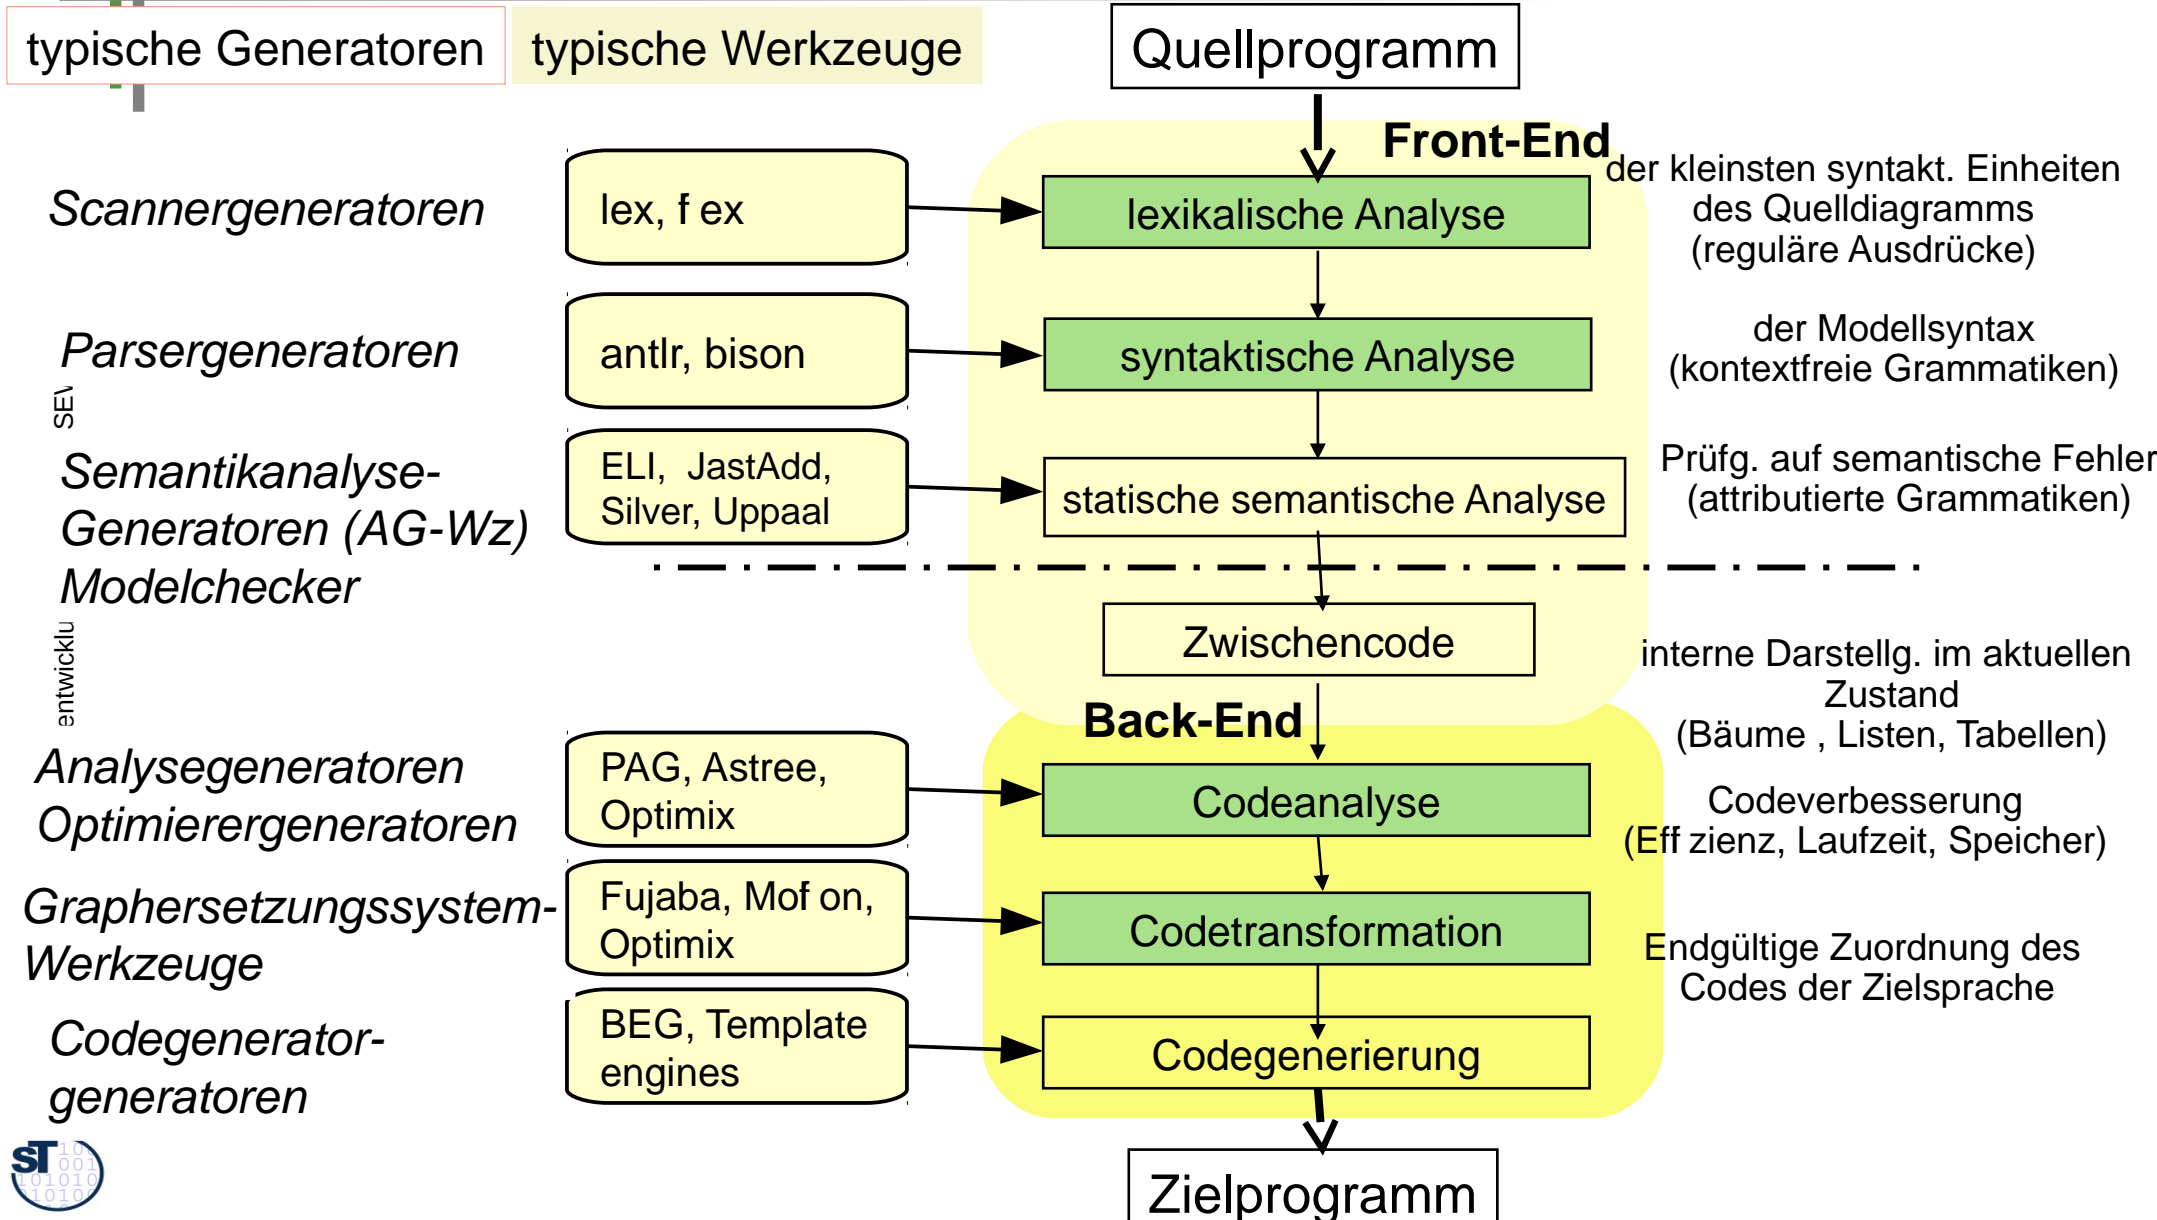 typische Generatoren
typische Werkzeuge
Quellprogramm
Front-End
Scannergeneratoren
lex, f ex
lexikalische Analyse
der kleinsten syntakt. Einheiten
des Quelldiagramms
(reguläre Ausdrücke)
Parsergeneratoren
antlr, bison
syntaktische Analyse
der Modellsyntax
(kontextfreie Grammatiken)
SEW
Semantikanalyse-
Generatoren (AG-Wz)
Modelchecker
ELI, JastAdd,
Silver, Uppaal
statische semantische Analyse
Prüfg. auf semantische Fehler
(attributierte Grammatiken)
Zwischencode
interne Darstellg. im aktuellen
Zustand
(Bäume , Listen, Tabellen)
entwicklu
Back-End
Analysegeneratoren
Optimierergeneratoren
PAG, Astree,
Optimix
Codeanalyse
Codeverbesserung
(Eff zienz, Laufzeit, Speicher)
Graphersetzungssystem-
Werkzeuge
Fujaba, Mof on,
Optimix
Codetransformation
Endgültige Zuordnung des
Codes der Zielsprache
Codegenerator-
generatoren
BEG, Template
engines
Codegenerierung
Zielprogramm
ST